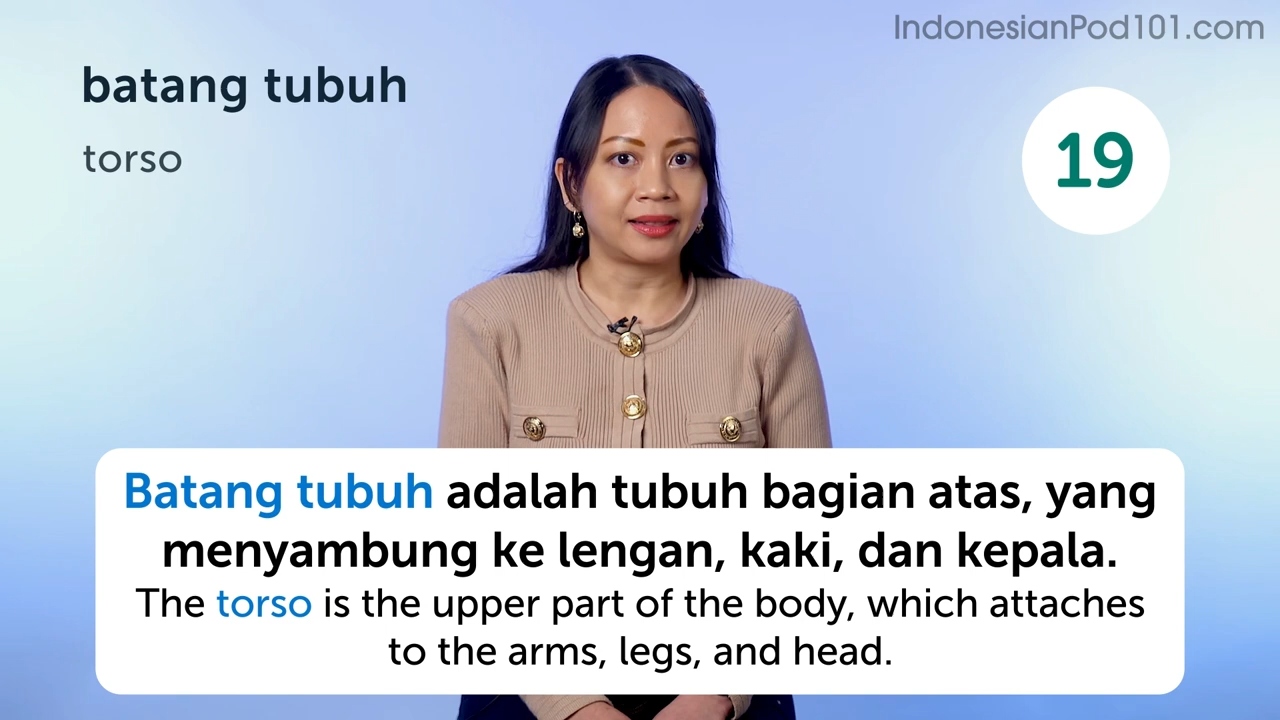 IndonesianPod101.com
batang tubuh
torso
19
Batang tubuh adalah tubuh bagian atas, yang
menyambung ke lengan, kaki, dan kepala.
The torso is the upper part of the body, which attaches
to the arms, legs, and head.